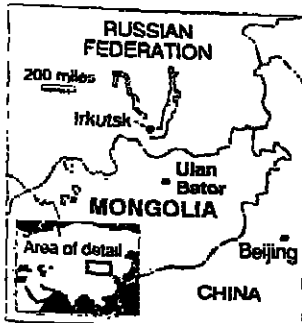 RUSSIAN
FEDERATION
200 miles
Irkutsk
Ulan
Bator
MONGOLIA
Area of detail
Beijing
CHINA